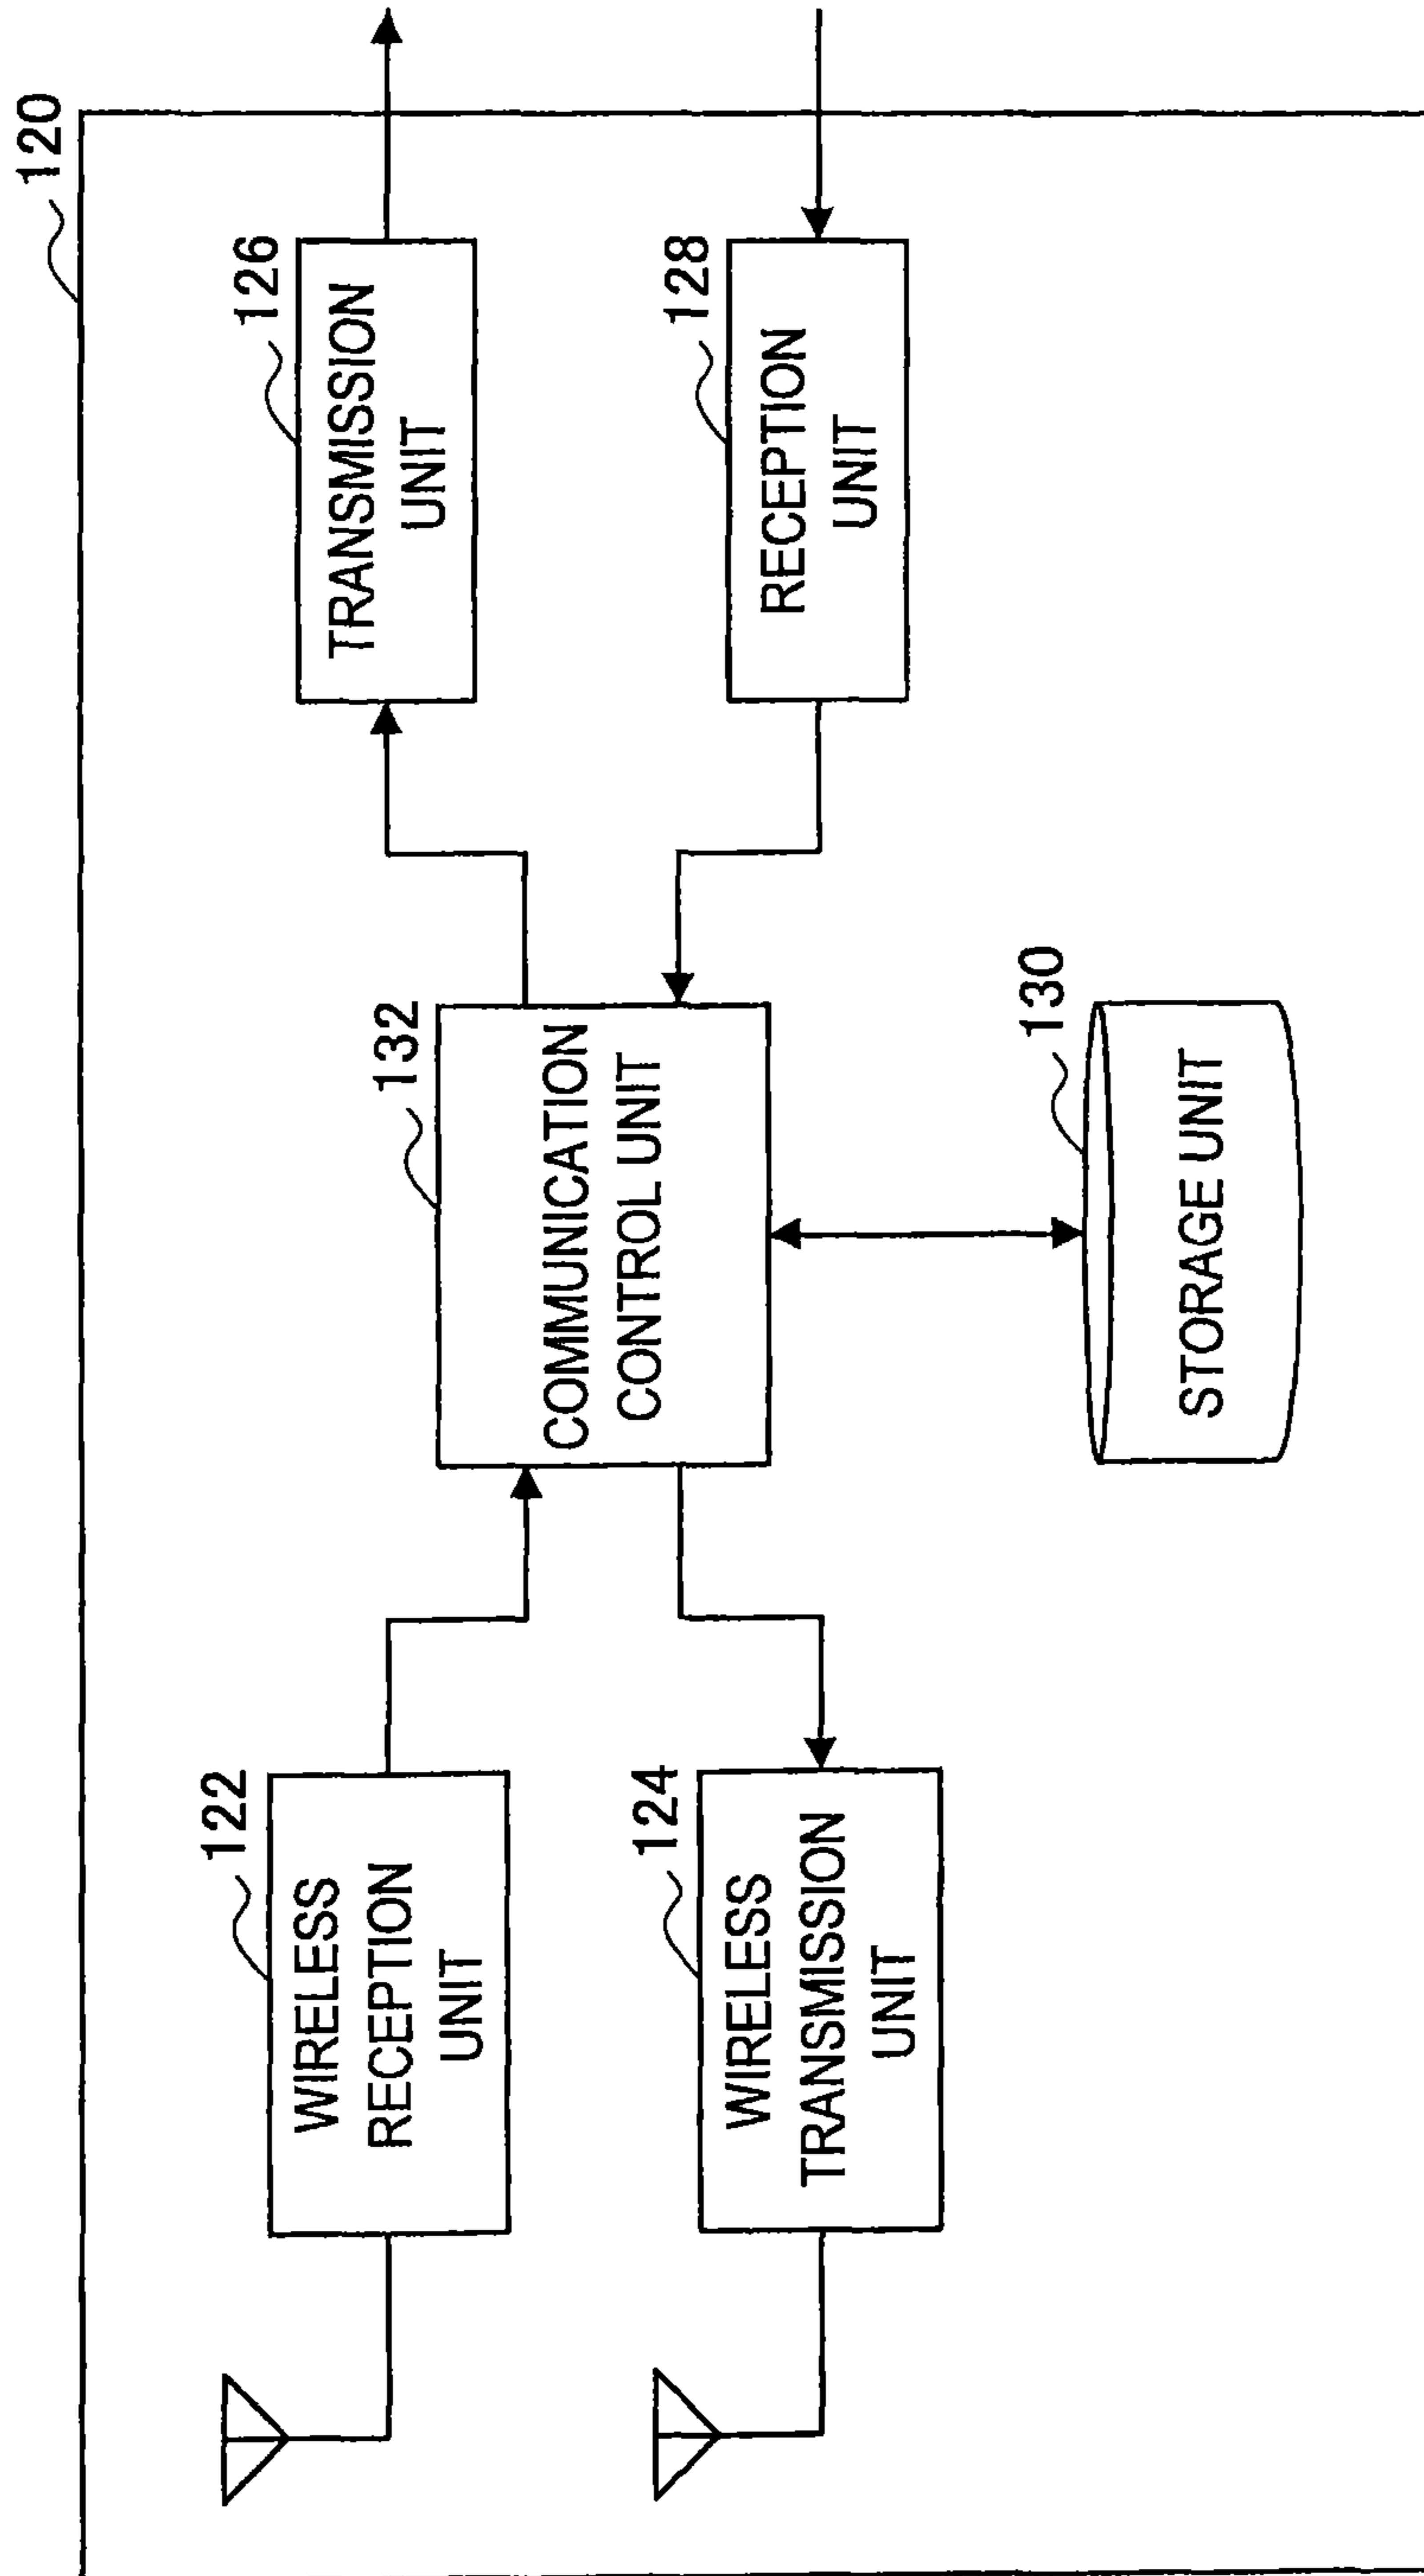 120
122
WIRELESS
RECEPTION
UNIT
132
COMMUNICATION
CONTROL UNIT
126
TRANSMISSION
UNIT
124
WIRELESS
TRANSMISSION
UNIT
128
RECEPTION
UNIT
130
STORAGE UNIT